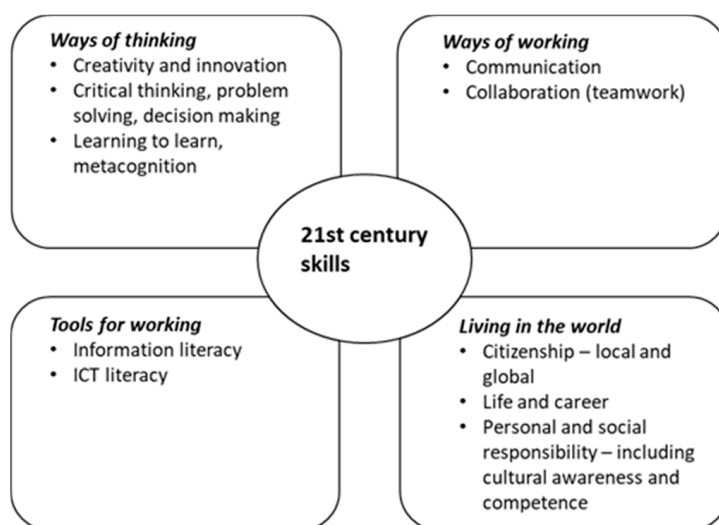 Ways of thinking
• Creativity and innovation
• Critical thinking, problem
solving, decision making
• Learning to learn,
metacognition
Ways of working
• Communication
• Collaboration (teamwork)
21st century
skills
Tools for working
• Information literacy
• ICT literacy
Living in the world
• Citizenship – local and
global
• Life and career
• Personal and social
responsibility – including
cultural awareness and
competence